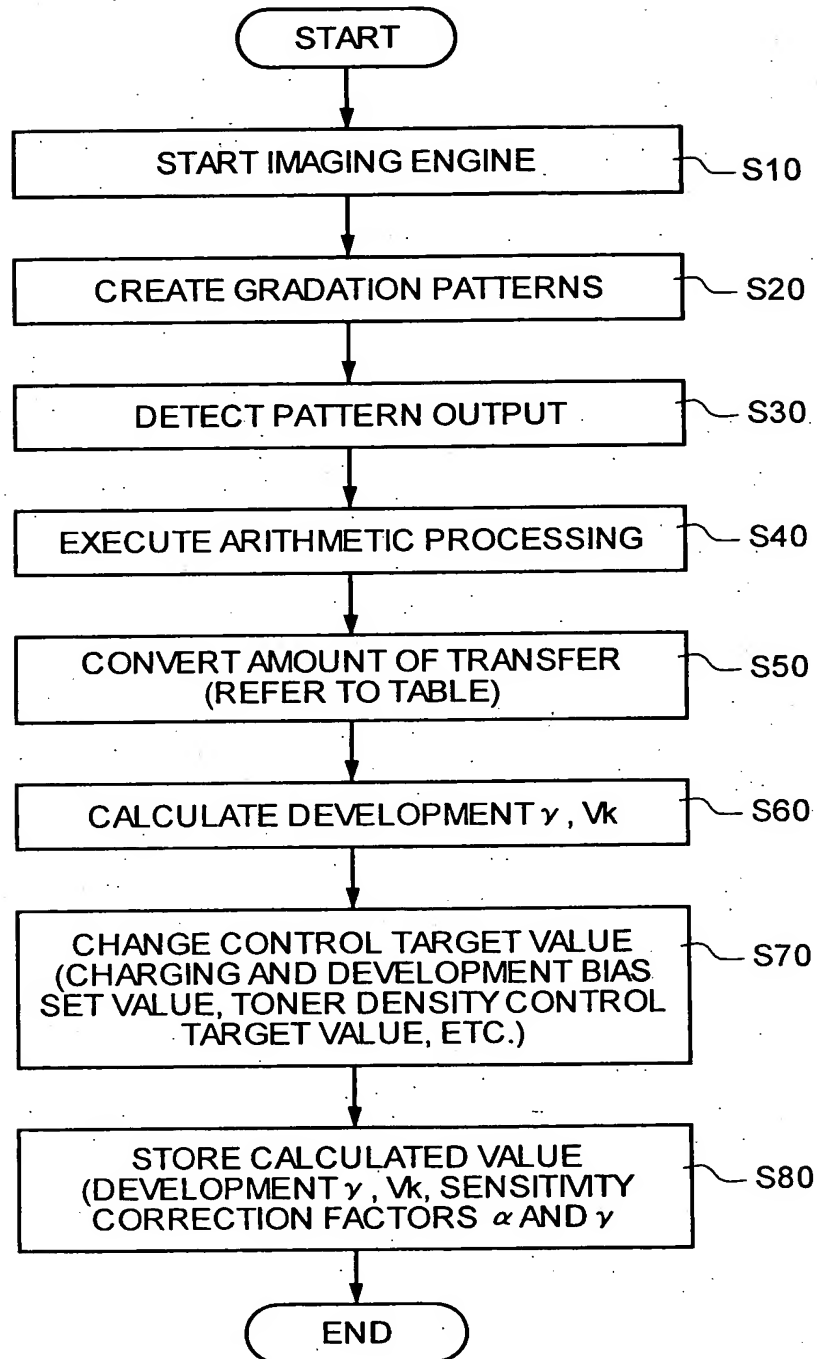 START
START IMAGING ENGINE
S10
CREATE GRADATION PATTERNS
S20
DETECT PATTERN OUTPUT
S30
EXECUTE ARITHMETIC PROCESSING
S40
CONVERT AMOUNT OF TRANSFER
(REFER TO TABLE)
S50
CALCULATE DEVELOPMENT γ, Vk
S60
CHANGE CONTROL TARGET VALUE
(CHARGING AND DEVELOPMENT BIAS
SET VALUE, TONER DENSITY CONTROL
TARGET VALUE, ETC.)
S70
STORE CALCULATED VALUE
(DEVELOPMENT γ, Vk, SENSITIVITY
CORRECTION FACTORS α AND γ
S80
END